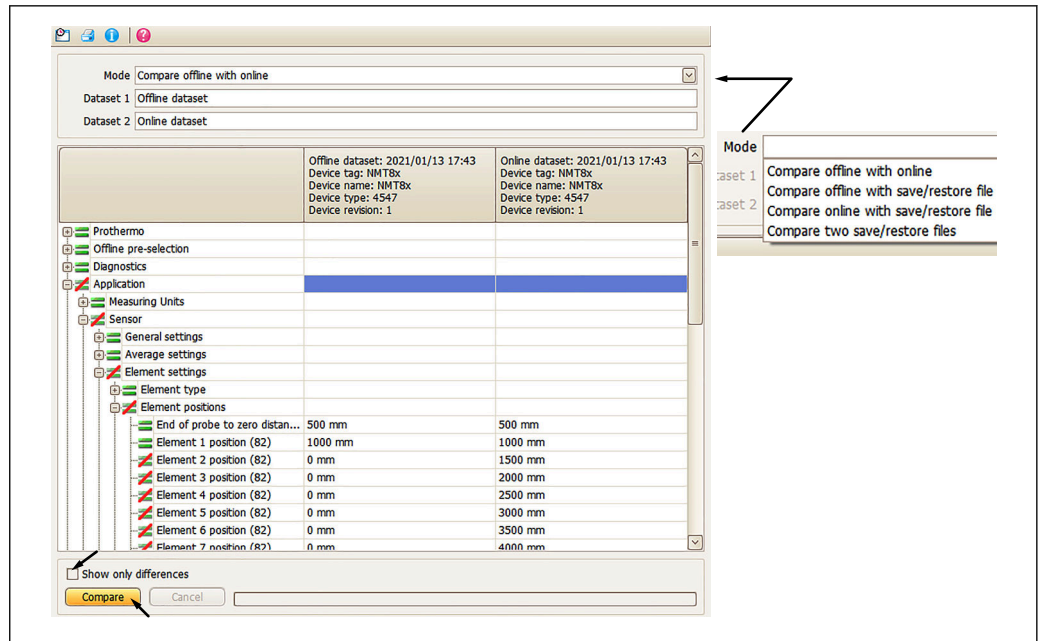 Mode Compare offline with online
Dataset 1 Offline dataset
Dataset 2 Online dataset
Offline dataset: 2021/01/13 17:43
Device tag: NMT8x
Device name: NMT8x
Device type: 4547
Device revision: 1
Online dataset: 2021/01/13 17:43
Device tag: NMT8x
Device name: NMT8x
Device type: 4547
Device revision: 1
Prothermo
Offline pre-selection
Diagnostics
Application
Measuring Units
Sensor
General settings
Average settings
Element settings
Element type
Element positions
End of probe to zero distan... 500 mm 500 mm
Element 1 position (82) 1000 mm 1000 mm
Element 2 position (82) 0 mm 1500 mm
Element 3 position (82) 0 mm 2000 mm
Element 4 position (82) 0 mm 2500 mm
Element 5 position (82) 0 mm 3000 mm
Element 6 position (82) 0 mm 3500 mm
Element 7 position (82) 0 mm 4000 mm
Show only differences
Compare Cancel
Mode
taset 1 Compare offline with online
Compare offline with save/restore file
taset 2 Compare online with save/restore file
Compare two save/restore files